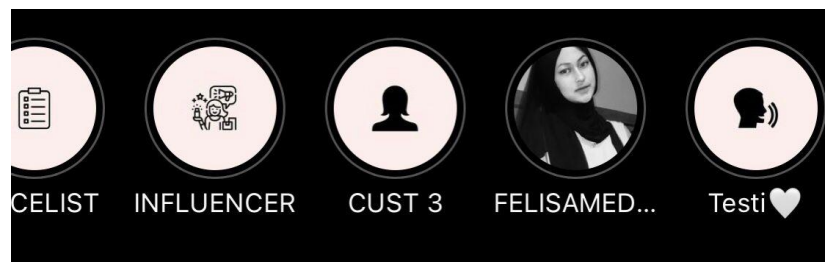 CELIST
INFLUENCER
CUST 3
FELISAMED...
Testi🤍